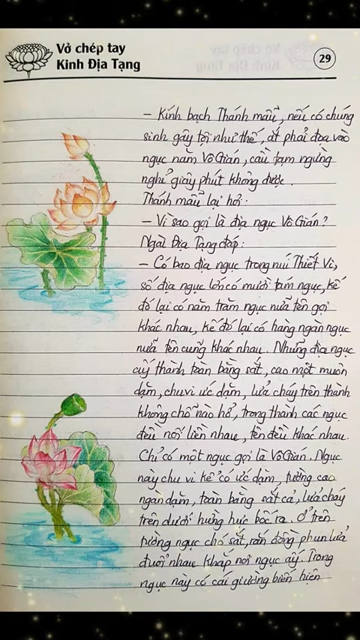 Vở chép tay
Kinh Địa Tạng
29
- Kính bạch Thánh mẫu, nếu có chúng
sinh gây tội như thế, ắt phải đọa vào
ngục năm Vô Gián, cầu tạm ngừng
nghỉ giây phút không được.
Thánh mẫu lại hỏi:
- Vì sao gọi là địa ngục Vô Gián?
Ngài Địa Tạng đáp:
- Có bao địa ngục trong núi Thiết Vi,
số địa ngục lớn có mười tám ngục, kế
đó lại có năm trăm ngục nữa tên gọi
khác nhau, kế đó lại có hàng ngàn ngục
nữa tên cũng khác nhau. Nhưng địa ngục
ấy thành toàn bằng sắt, cao một muôn
dặm, chu vi ức dặm, lửa cháy trên thành
không chỗ nào hở, trong thành các ngục
đều nối liền nhau, tên đều khác nhau.
Chỉ có một ngục gọi là Vô Gián. Ngục
này chu vi kể có ức dặm, tường cao
ngàn dặm, toàn bằng sắt cả, lửa cháy
trên dưới hừng hực bốc ra. Ở trên
tường ngục chó sắt, rắn đồng phun lửa
đuổi nhau khắp nơi ngục ấy. Trong
ngục này có cái giường biến hiện